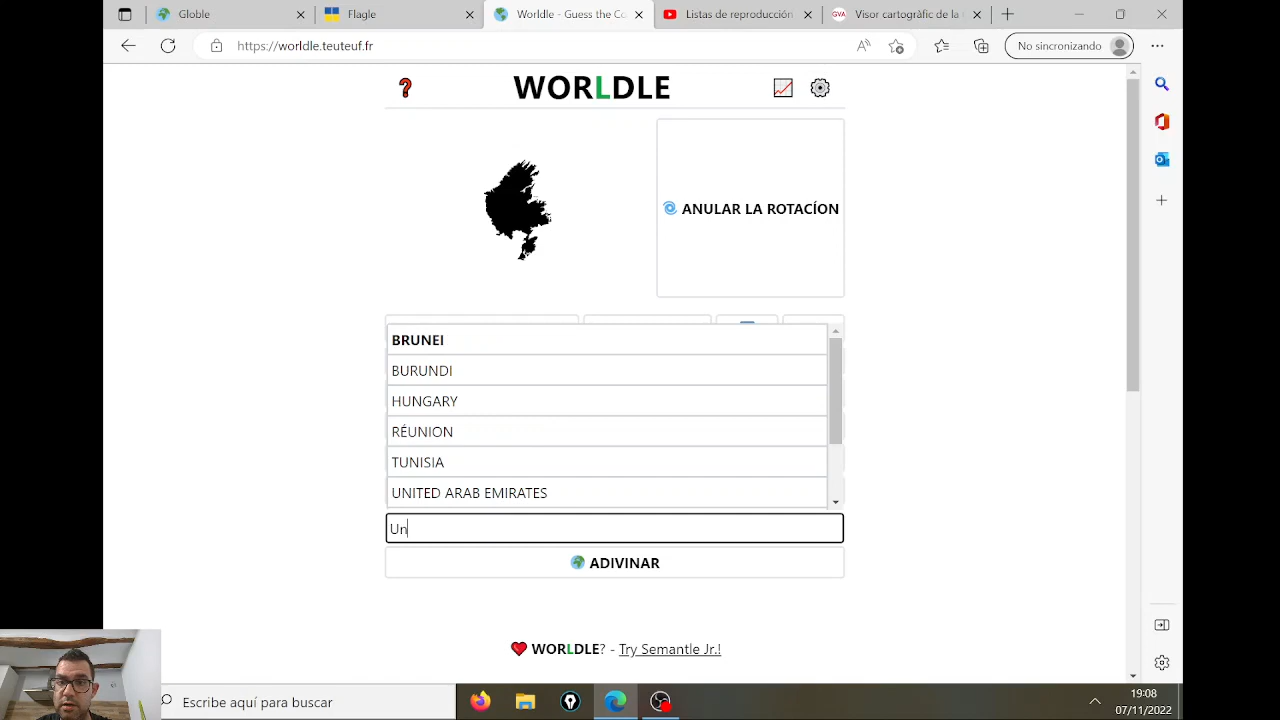 Globle
Flagle
Worldle - Guess the Co
Listas de reproducción
GVA
Visor cartogràfic de la
https://worldle.teuteuf.fr
No sincronizando
WORLDLE
ANULAR LA ROTACÍON
BRUNEI
BURUNDI
HUNGARY
RÉUNION
TUNISIA
UNITED ARAB EMIRATES
Un
ADIVINAR
WORLDLE? - Try Semantle Jr.!
Escribe aquí para buscar
19:08
07/11/2022